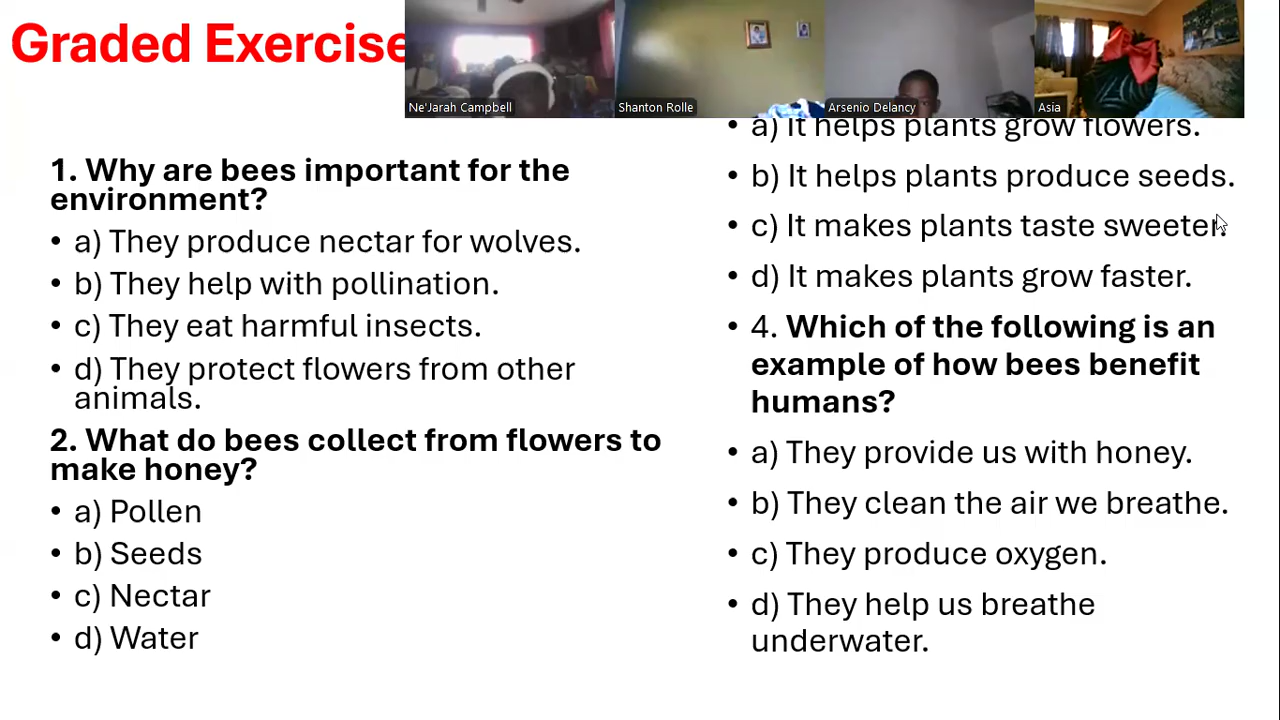 Graded Exercise
Ne'Jarah Campbell
Shanton Rolle
Arsenio Delancy
Asia
1. Why are bees important for the
environment?
• a) They produce nectar for wolves.
• b) They help with pollination.
• c) They eat harmful insects.
• d) They protect flowers from other
animals.
2. What do bees collect from flowers to
make honey?
• a) Pollen
• b) Seeds
• c) Nectar
• d) Water
• a) It helps plants grow flowers.
• b) It helps plants produce seeds.
• c) It makes plants taste sweeter.
• d) It makes plants grow faster.
• 4. Which of the following is an
example of how bees benefit
humans?
• a) They provide us with honey.
• b) They clean the air we breathe.
• c) They produce oxygen.
• d) They help us breathe
underwater.